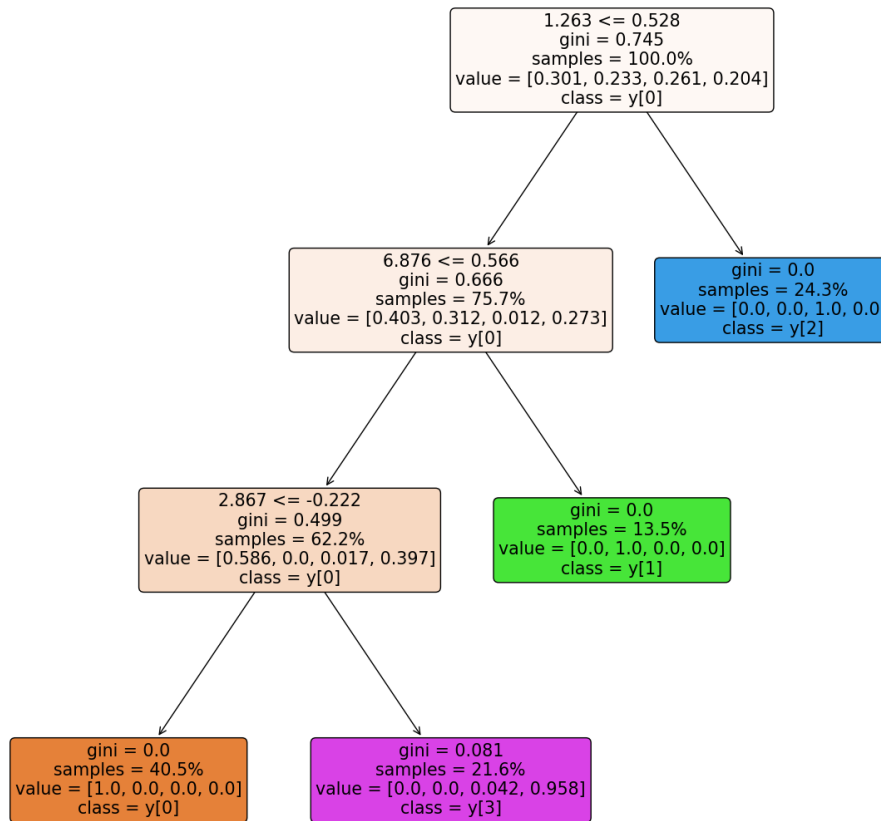 1.263 <= 0.528
gini = 0.745
samples = 100.0%
value = [0.301, 0.233, 0.261, 0.204]
class = y[0]
6.876 <= 0.566
gini = 0.666
samples = 75.7%
value = [0.403, 0.312, 0.012, 0.273]
class = y[0]
gini = 0.0
samples = 24.3%
value = [0.0, 0.0, 1.0, 0.0
class = y[2]
2.867 <= -0.222
gini = 0.499
samples = 62.2%
value = [0.586, 0.0, 0.017, 0.397]
class = y[0]
gini = 0.0
samples = 13.5%
value = [0.0, 1.0, 0.0, 0.0]
class = y[1]
gini = 0.0
samples = 40.5%
value = [1.0, 0.0, 0.0, 0.0]
class = y[0]
gini = 0.081
samples = 21.6%
value = [0.0, 0.0, 0.042, 0.958]
class = y[3]